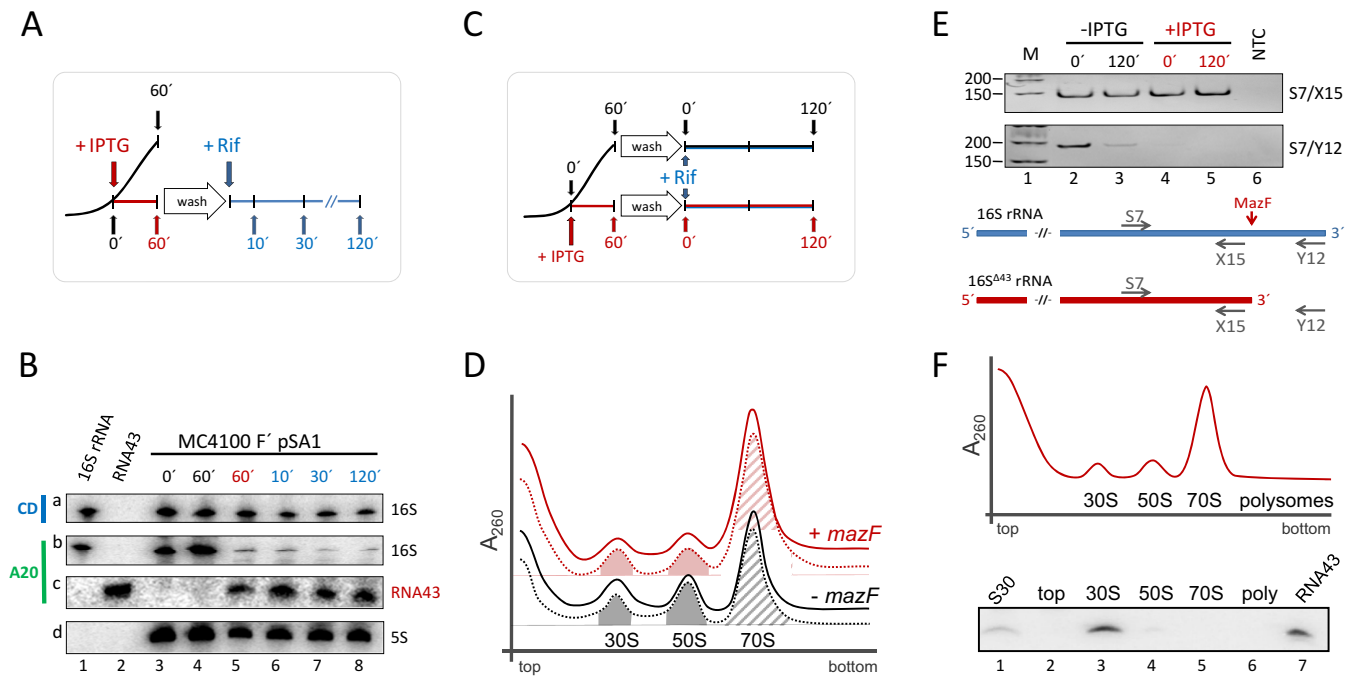 A
60´
+ IPTG
+ Rif
wash
0´ 60´ 10´ 30´ 120´
B
16S rRNA
RNA43
MC4100 F´ pSA1
0´ 60´ 60´ 10´ 30´ 120´
CD
a
16S
A20
b
16S
c
RNA43
d
5S
1 2 3 4 5 6 7 8
C
60´ 0´ 120´
wash
0´
+ Rif
wash
60´ 0´ 120´
+ IPTG
D
A260
+ mazF
- mazF
30S 50S 70S
top bottom
E
M
-IPTG +IPTG
NTC
0´ 120´ 0´ 120´
200
150
S7/X15
200
150
S7/Y12
1 2 3 4 5 6
MazF
16S rRNA
S7
5´ -//- 3´
X15 Y12
16SΔ43 rRNA
S7
5´ -//- 3´
X15 Y12
F
A260
30S 50S 70S polysomes
top bottom
S30 top 30S 50S 70S poly RNA43
1 2 3 4 5 6 7